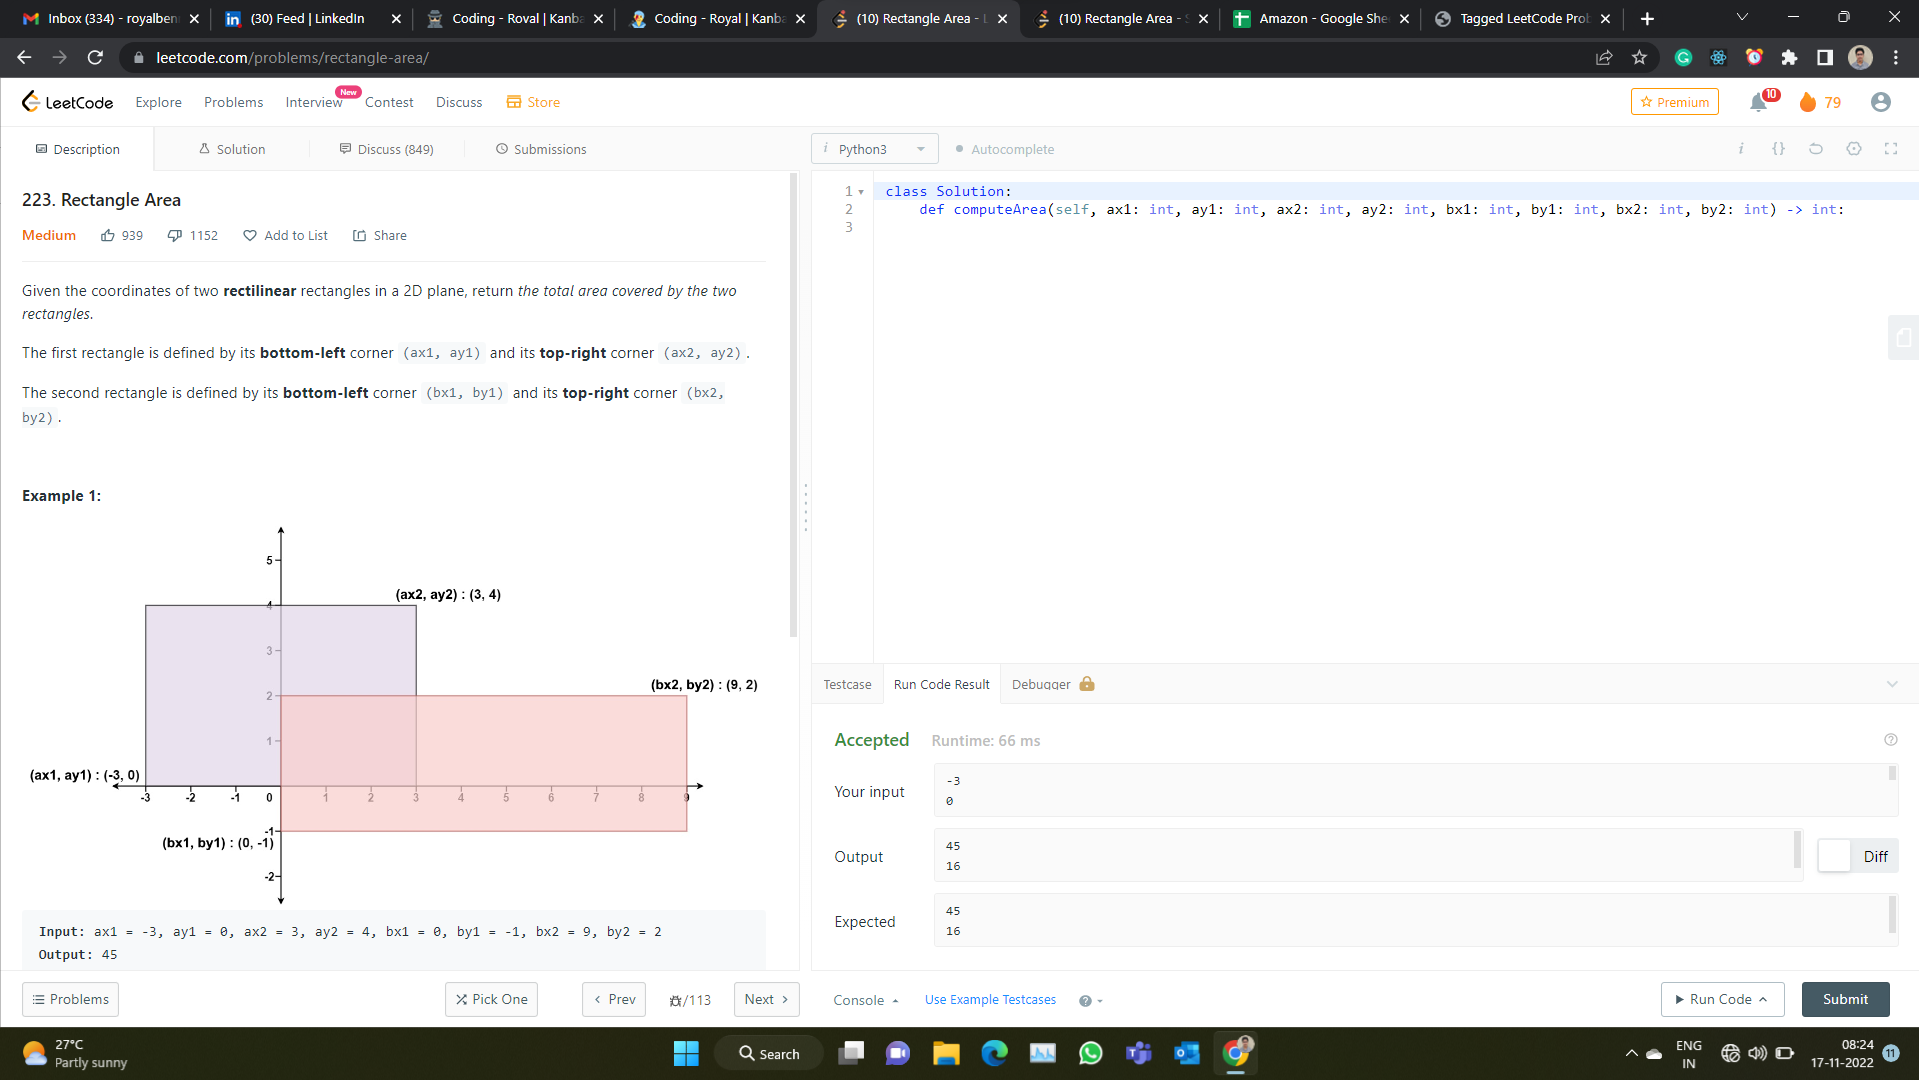 Inbox (334) - royalben
(30) Feed | LinkedIn
Coding - Royal | Kanba
Coding - Royal | Kanba
(10) Rectangle Area - L
(10) Rectangle Area - S
Amazon - Google She
Tagged LeetCode Prob
leetcode.com/problems/rectangle-area/
LeetCode
Explore
Problems
Interview
New
Contest
Discuss
Store
Premium
10
79
Description
Solution
Discuss (849)
Submissions
i Python3
Autocomplete
i {}
223. Rectangle Area
Medium
939
1152
Add to List
Share
Given the coordinates of two rectilinear rectangles in a 2D plane, return the total area covered by the two
rectangles.
The first rectangle is defined by its bottom-left corner (ax1, ay1) and its top-right corner (ax2, ay2).
The second rectangle is defined by its bottom-left corner (bx1, by1) and its top-right corner (bx2,
by2).
Example 1:
5
(ax2, ay2) : (3, 4)
4
3
(bx2, by2) : (9, 2)
2
1
(ax1, ay1) : (-3, 0)
-3 -2 -1 0 1 2 3 4 5 6 7 8 9
-1
(bx1, by1) : (0, -1)
-2
Input: ax1 = -3, ay1 = 0, ax2 = 3, ay2 = 4, bx1 = 0, by1 = -1, bx2 = 9, by2 = 2
Output: 45
Problems
Pick One
Prev
/113
Next
1 class Solution:
2 def computeArea(self, ax1: int, ay1: int, ax2: int, ay2: int, bx1: int, by1: int, bx2: int, by2: int) -> int:
3
Testcase
Run Code Result
Debugger
Accepted
Runtime: 66 ms
Your input
-3
0
Output
45
16
Diff
Expected
45
16
Console
Use Example Testcases
Run Code
Submit
27°C
Partly sunny
Search
ENG
IN
08:24
17-11-2022
11